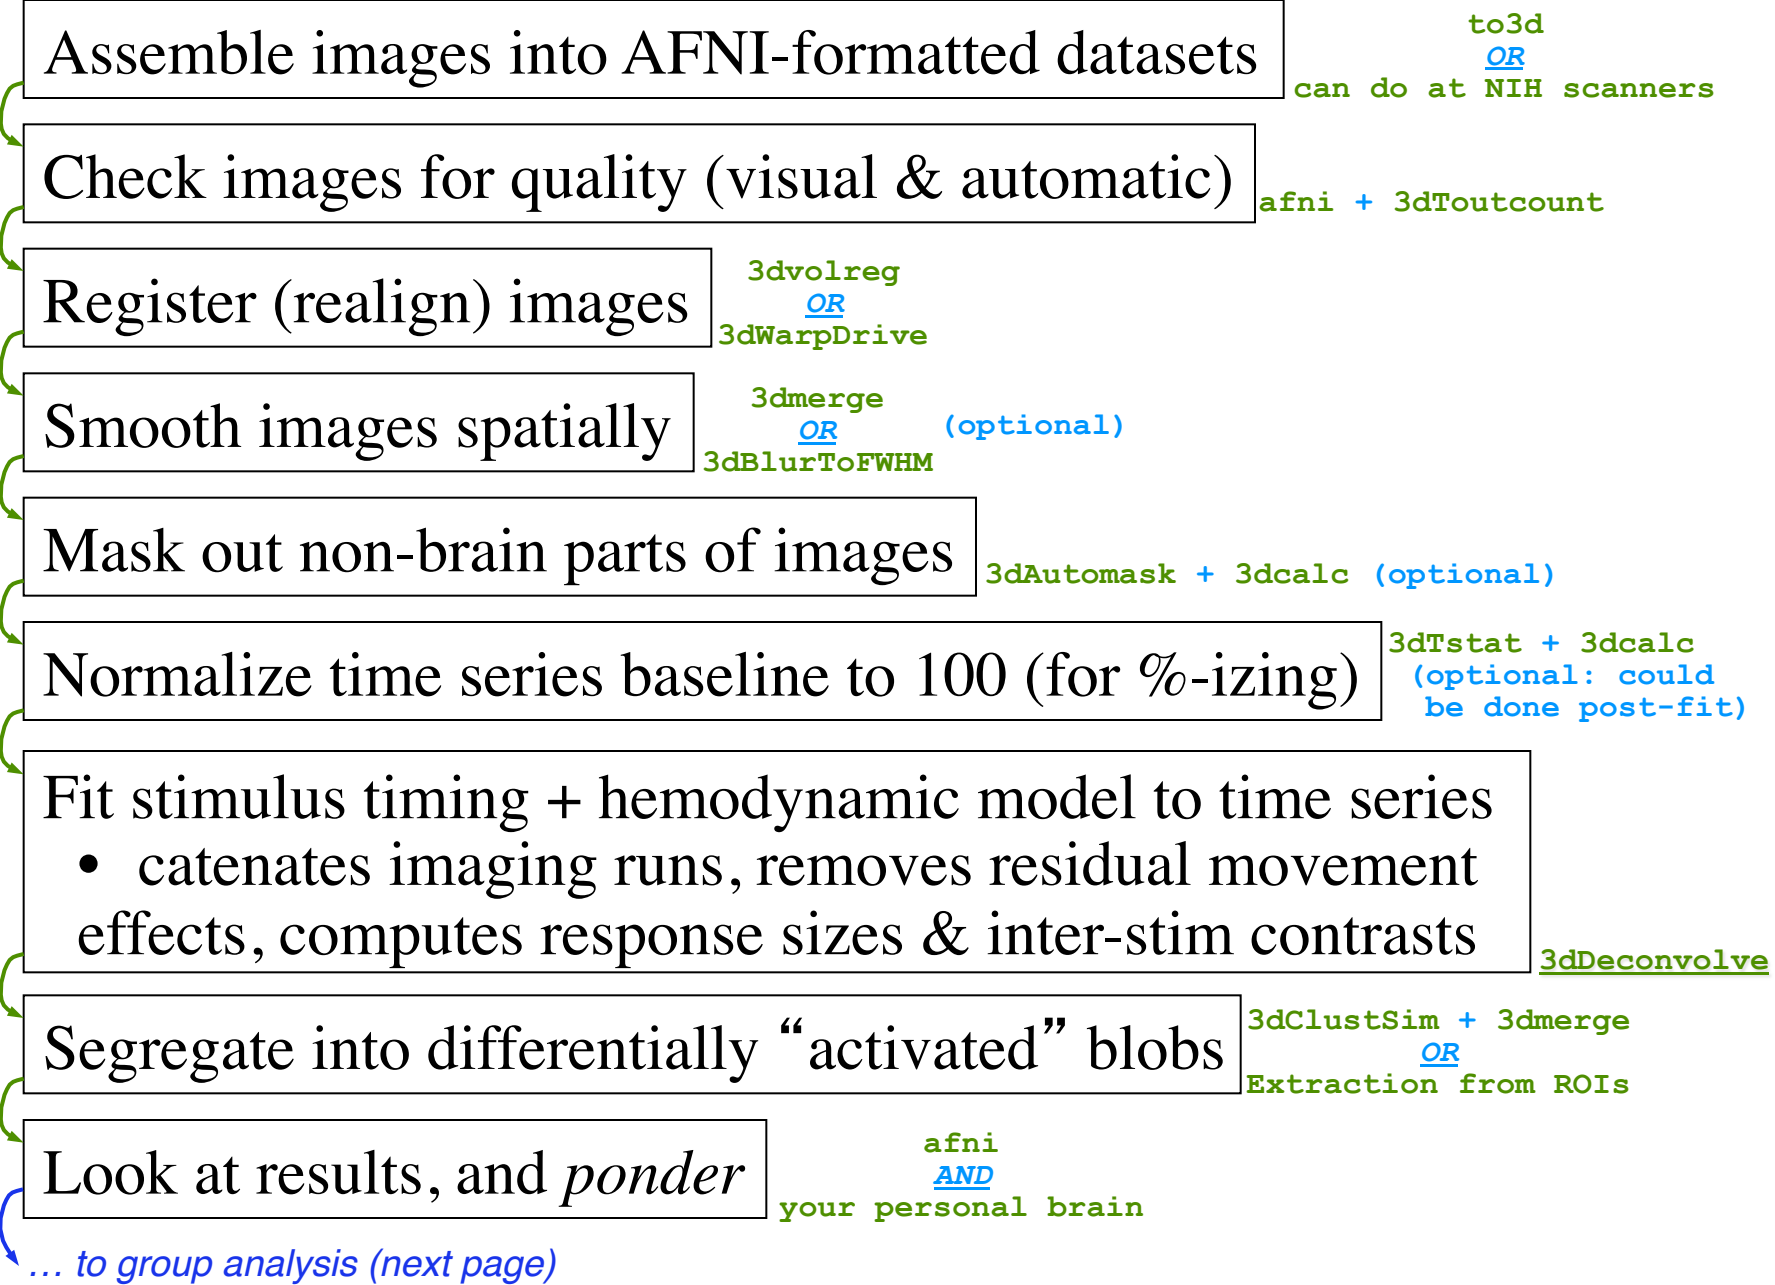 Assemble images into AFNI-formatted datasets
to3d
OR
can do at NIH scanners
Check images for quality (visual & automatic)
afni + 3dToutcount
Register (realign) images
3dvolreg
OR
3dWarpDrive
Smooth images spatially
3dmerge
OR
3dBlurToFWHM
(optional)
Mask out non-brain parts of images
3dAutomask + 3dcalc (optional)
Normalize time series baseline to 100 (for %-izing)
3dTstat + 3dcalc
(optional: could
be done post-fit)
Fit stimulus timing + hemodynamic model to time series
• catenates imaging runs, removes residual movement
effects, computes response sizes & inter-stim contrasts
3dDeconvolve
Segregate into differentially “activated” blobs
3dClustSim + 3dmerge
OR
Extraction from ROIs
Look at results, and ponder
afni
AND
your personal brain
… to group analysis (next page)